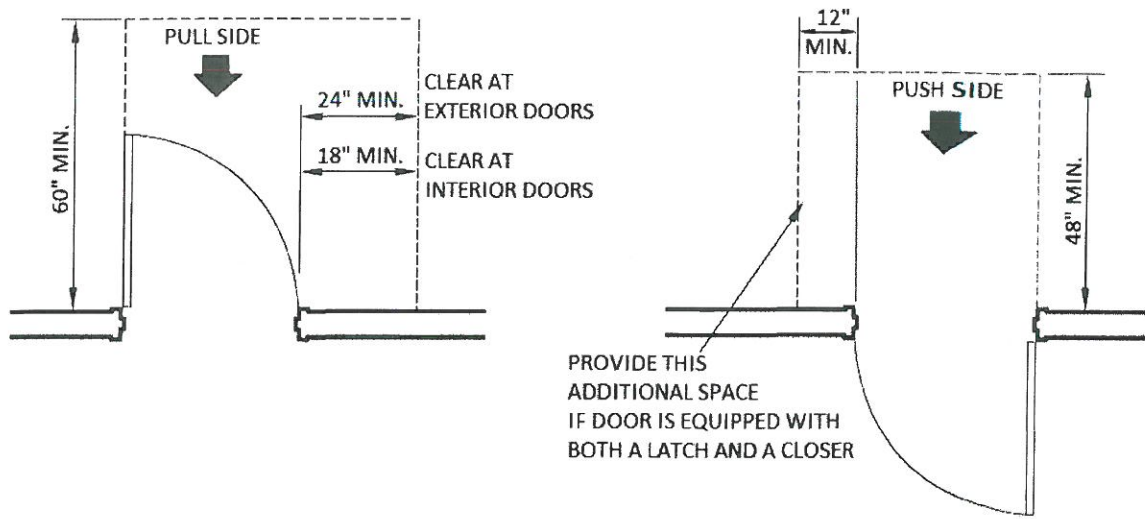 PULL SIDE
60" MIN.
24" MIN.
CLEAR AT
EXTERIOR DOORS
18" MIN.
CLEAR AT
INTERIOR DOORS
12"
MIN.
PUSH SIDE
48" MIN.
PROVIDE THIS
ADDITIONAL SPACE
IF DOOR IS EQUIPPED WITH
BOTH A LATCH AND A CLOSER